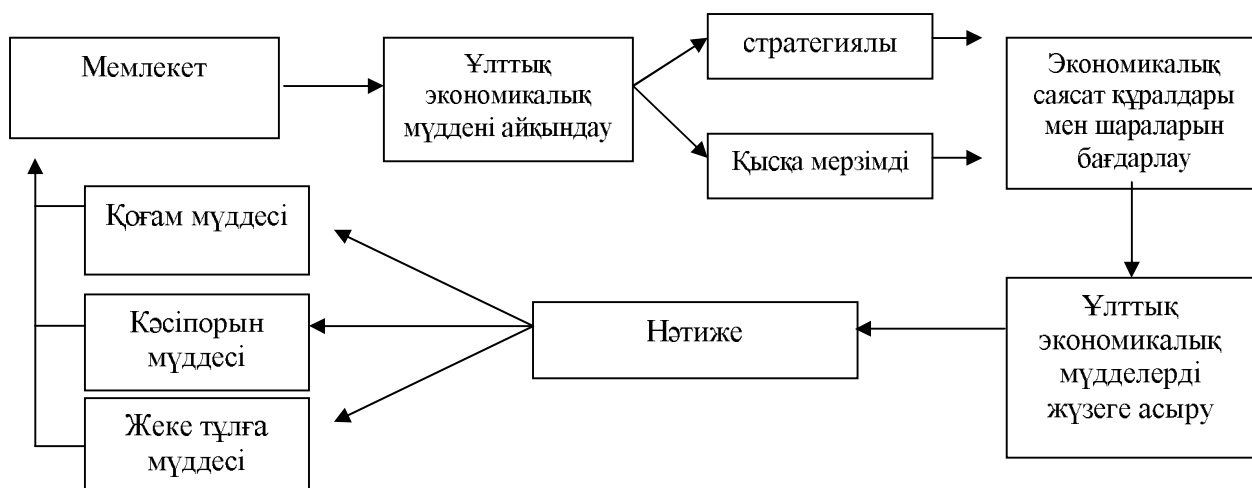 Мемлекет
Ұлттық
экономикалық
мүддені айқындау
стратегиялы
Қысқа мерзімді
Экономикалық
саясат құралдары
мен шараларын
бағдарлау
Қоғам мүддесі
Кәсіпорын
мүддесі
Жеке тұлға
мүддесі
Нәтиже
Ұлттық
экономикалық
мүдделерді
жүзеге асыру